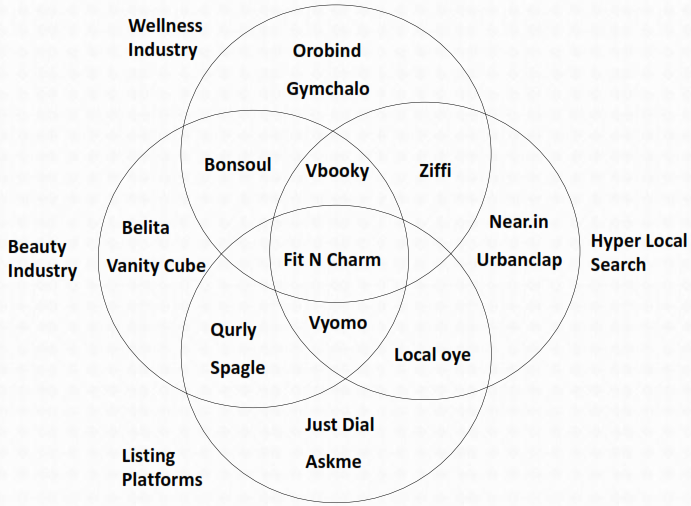 Wellness
Industry
Orobind
Gymchalo
Bonsoul
Vbooky
Ziffi
Belita
Vanity Cube
Near.in
Urbanclap
Beauty
Industry
Hyper Local
Search
Fit N Charm
Qurly
Spagle
Vyomo
Local oye
Just Dial
Askme
Listing
Platforms